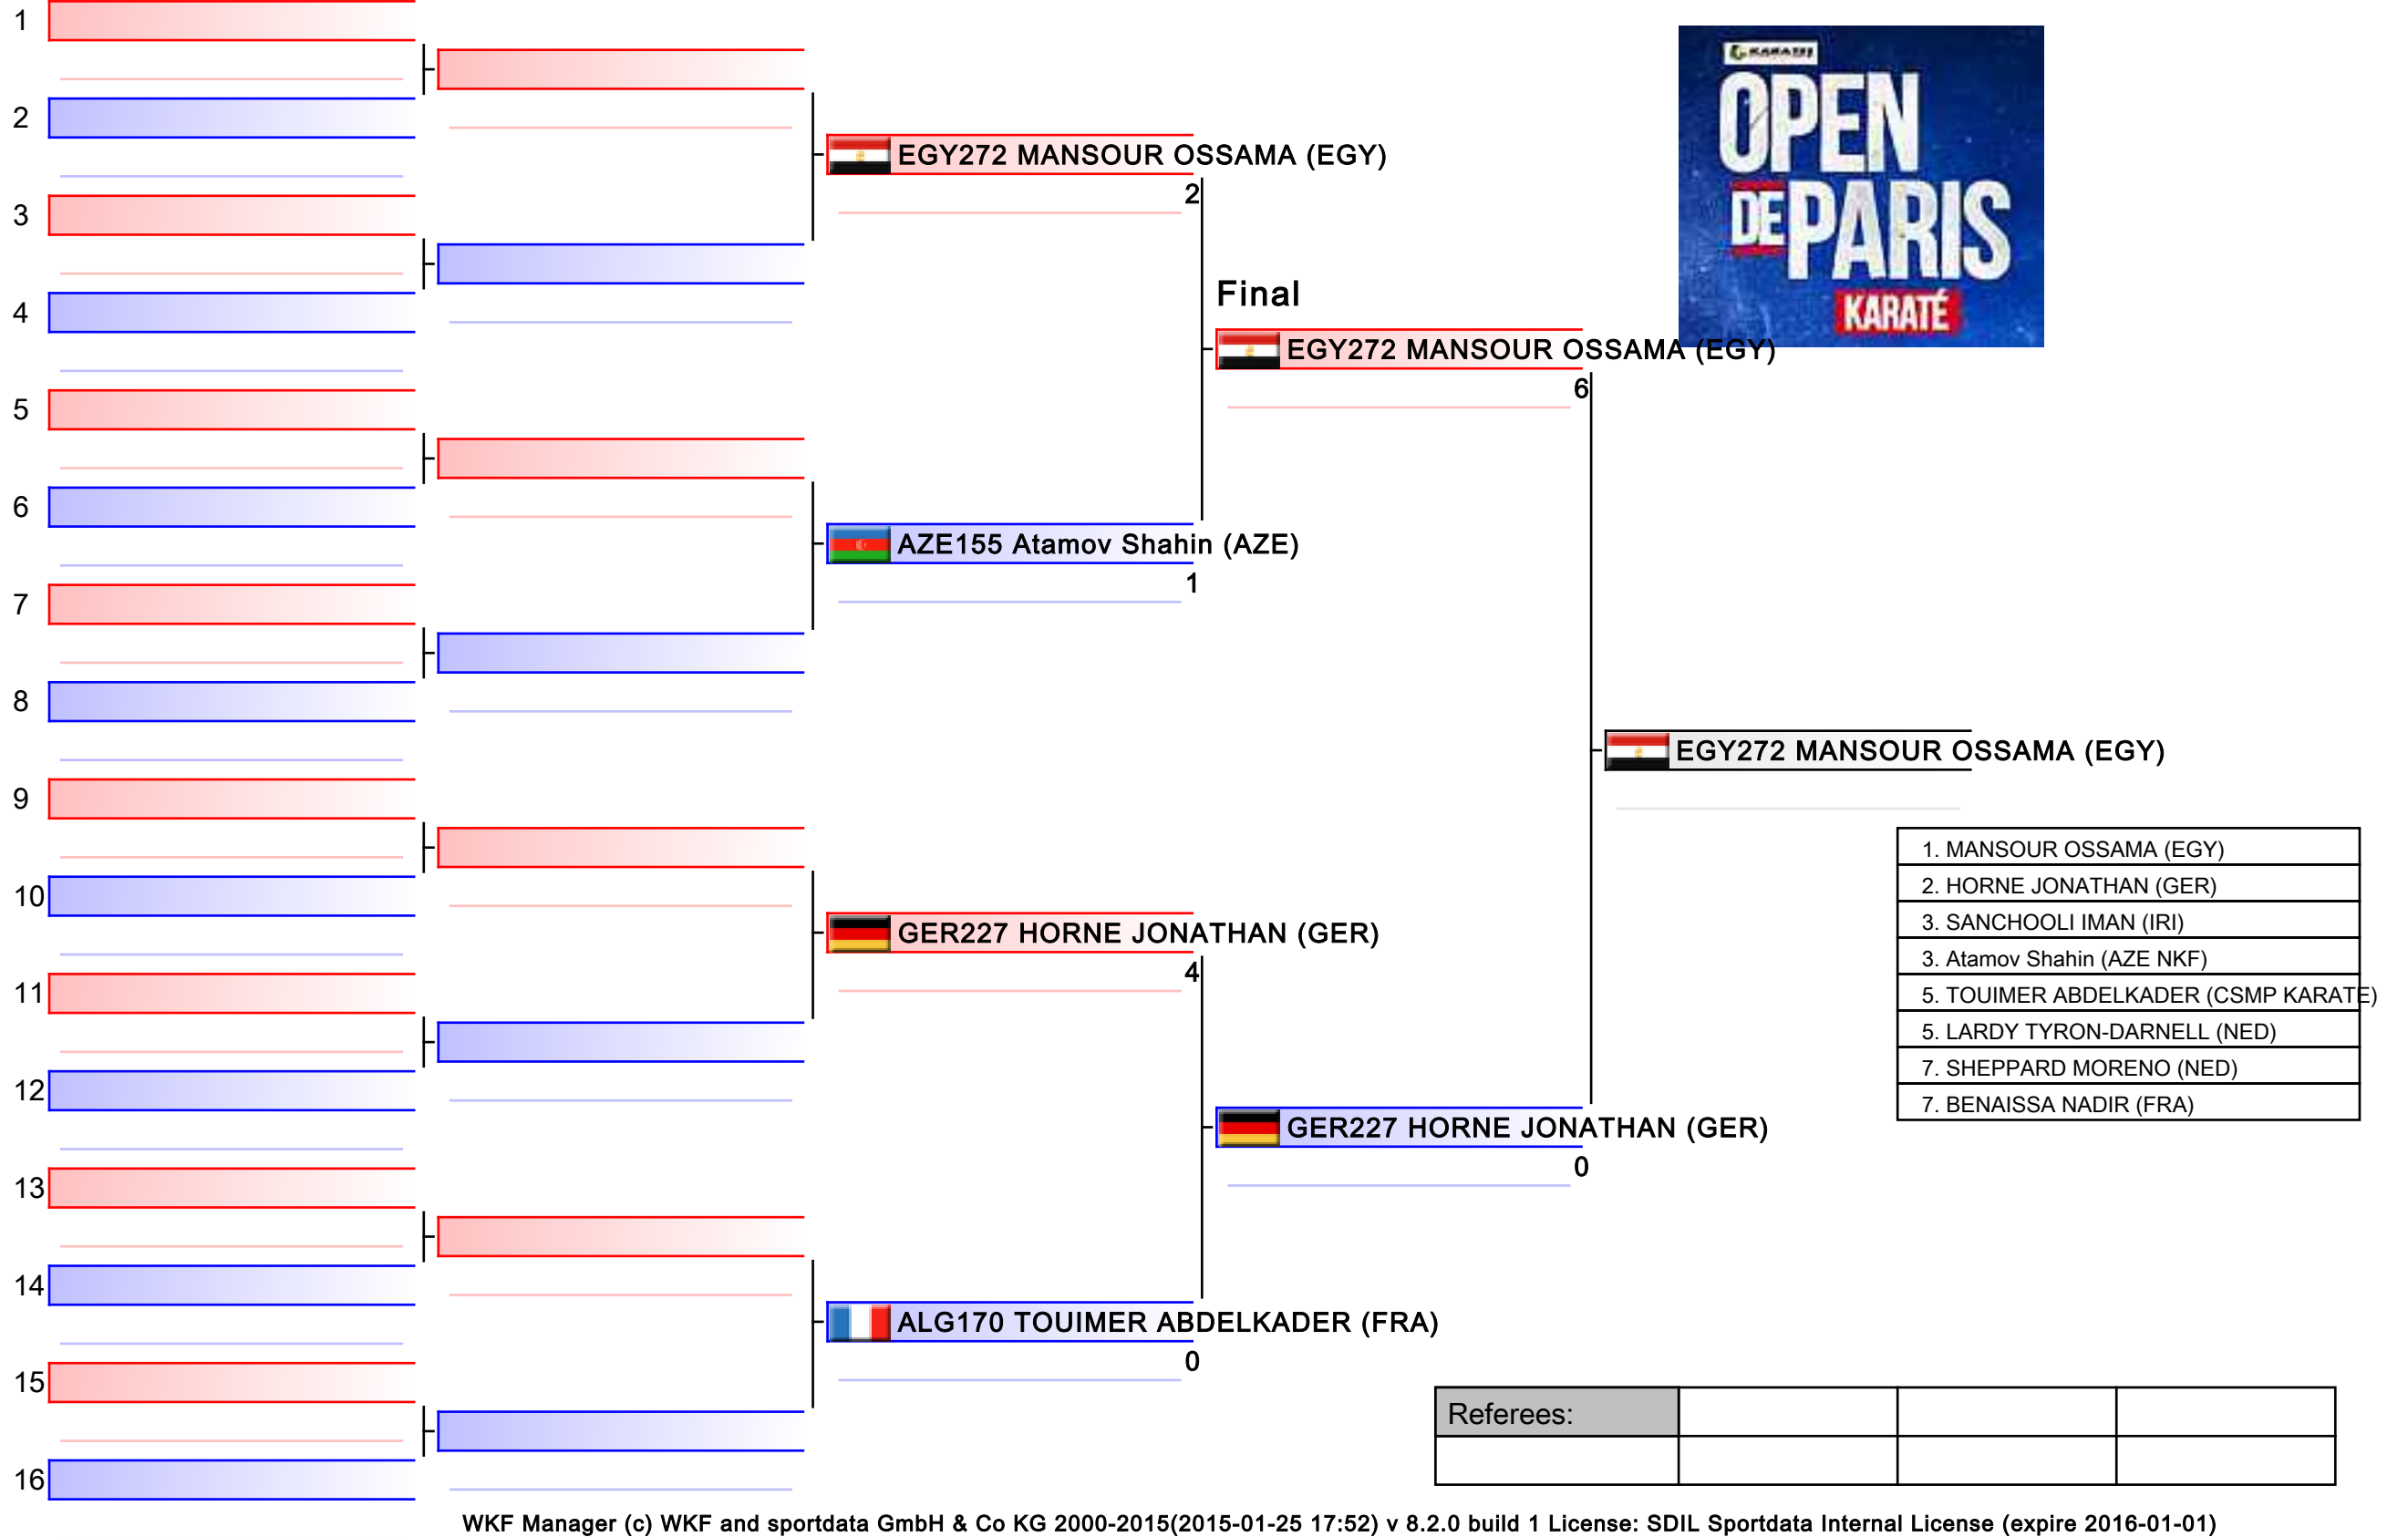 1
2
EGY272 MANSOUR OSSAMA (EGY)
2
3
Final
4
EGY272 MANSOUR OSSAMA (EGY)
6
5
6
AZE155 Atamov Shahin (AZE)
1
7
8
EGY272 MANSOUR OSSAMA (EGY)
9
10
GER227 HORNE JONATHAN (GER)
4
11
12
GER227 HORNE JONATHAN (GER)
0
13
14
ALG170 TOUIMER ABDELKADER (FRA)
0
15
16
OPEN
DE PARIS
KARATÉ
1. MANSOUR OSSAMA (EGY)
2. HORNE JONATHAN (GER)
3. SANCHOOLI IMAN (IRI)
3. Atamov Shahin (AZE NKF)
5. TOUIMER ABDELKADER (CSMP KARATE)
5. LARDY TYRON-DARNELL (NED)
7. SHEPPARD MORENO (NED)
7. BENAISSA NADIR (FRA)
Referees:
WKF Manager (c) WKF and sportdata GmbH & Co KG 2000-2015(2015-01-25 17:52) v 8.2.0 build 1 License: SDIL Sportdata Internal License (expire 2016-01-01)